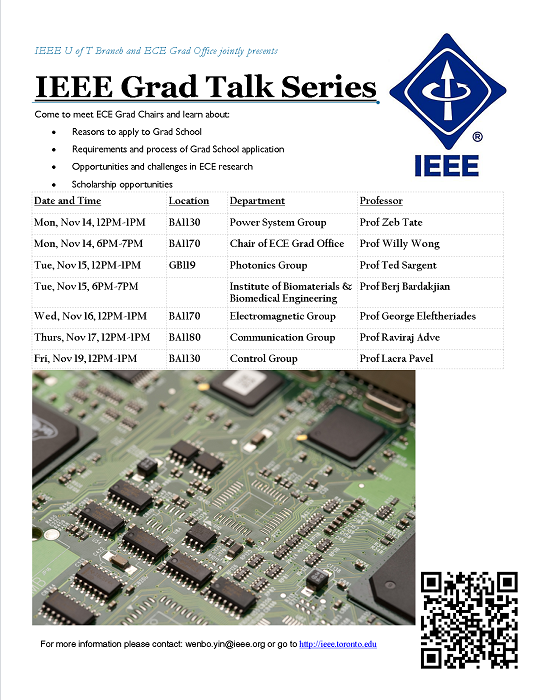 IEEE U of T Branch and ECE Grad Office jointly presents
IEEE Grad Talk Series
Come to meet ECE Grad Chairs and learn about:
• Reasons to apply to Grad School
• Requirements and process of Grad School application
• Opportunities and challenges in ECE research
• Scholarship opportunities
®
IEEE
Date and Time Location Department Professor
Mon, Nov 14, 12PM-1PM BA1130 Power System Group Prof Zeb Tate
Mon, Nov 14, 6PM-7PM BA1170 Chair of ECE Grad Office Prof Willy Wong
Tue, Nov 15, 12PM-1PM GB119 Photonics Group Prof Ted Sargent
Tue, Nov 15, 6PM-7PM Institute of Biomaterials & Prof Berj Bardakjian
Biomedical Engineering
Wed, Nov 16, 12PM-1PM BA1170 Electromagnetic Group Prof George Eleftheriades
Thurs, Nov 17, 12PM-1PM BA1180 Communication Group Prof Raviraj Adve
Fri, Nov 19, 12PM-1PM BA1130 Control Group Prof Lacra Pavel
For more information please contact: wenbo.yin@ieee.org or go to http://ieee.toronto.edu